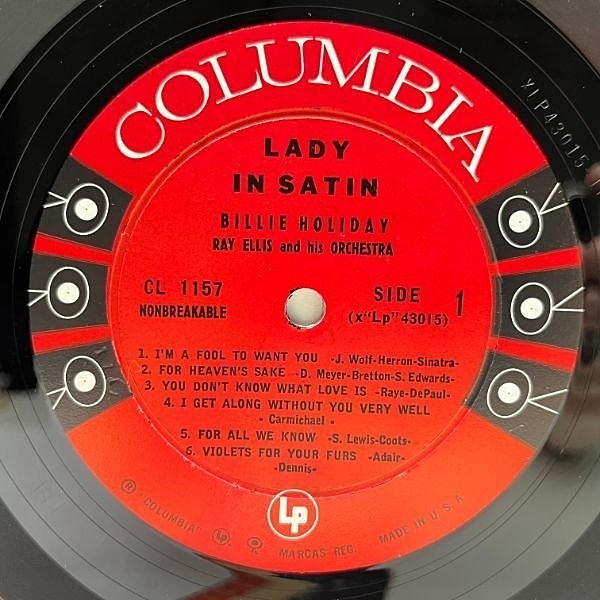 COLUMBIA
LADY
IN SATIN
BILLIE HOLIDAY
RAY ELLIS and his ORCHESTRA
CL 1157
NONBREAKABLE
SIDE 1
(x"Lp"43015)
1. I'M A FOOL TO WANT YOU -J. Wolf-Herron-Sinatra-
2. FOR HEAVEN'S SAKE -D. Meyer-Bretton-S. Edwards-
3. YOU DON'T KNOW WHAT LOVE IS -Raye-DePaul-
4. I GET ALONG WITHOUT YOU VERY WELL
- Carmichael -
5. FOR ALL WE KNOW -S. Lewis-Coots-
6. VIOLETS FOR YOUR FURS -Adair-
-Dennis-
Lp
® "COLUMBIA" Lp MARCAS REG. MADE IN U.S.A.
XLP43015